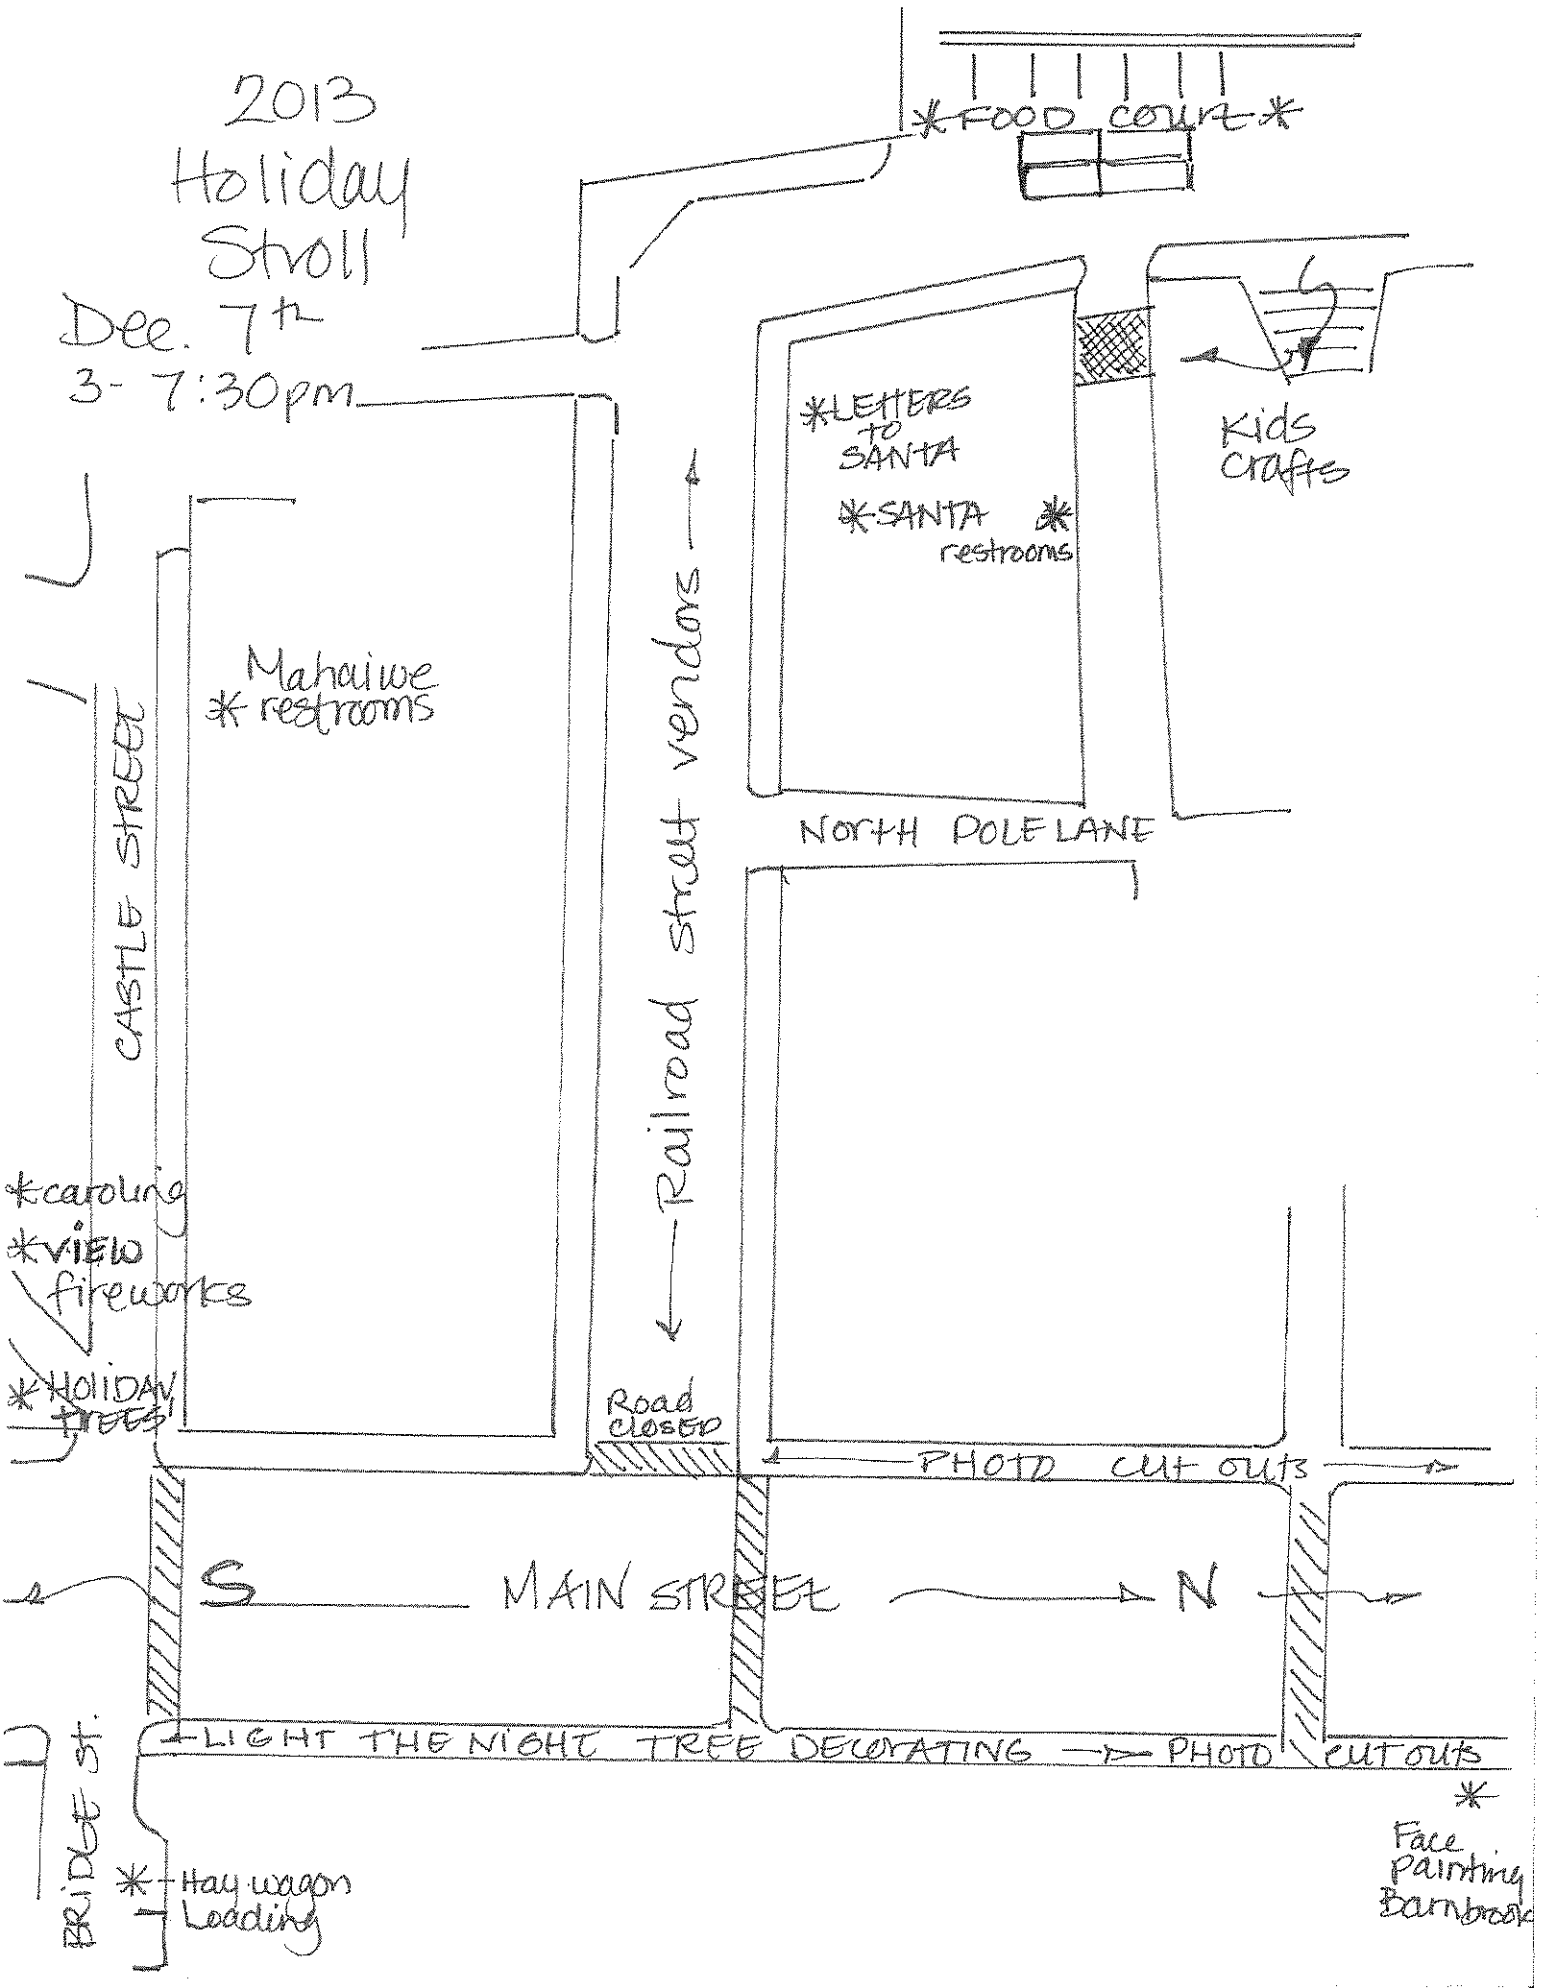 2013
Holiday
Stroll
Dec. 7th
3-7:30pm
*FOOD COURT*
*LETTERS
TO
SANTA
*SANTA *
restrooms
Kids
Crafts
Mahaiwe
* restrooms
CASTLE STREET
Railroad street vendors
NORTH POLE LANE
*caroling
*VIEW
fireworks
*HOLIDAY
TREES
Road
CLOSED
PHOTO CUT OUTS
S MAIN STREET N
LIGHT THE NIGHT TREE DECORATING PHOTO CUT OUTS
BRIDGE ST.
* Hay wagon
Loading
*
Face
Painting
Barnbrook